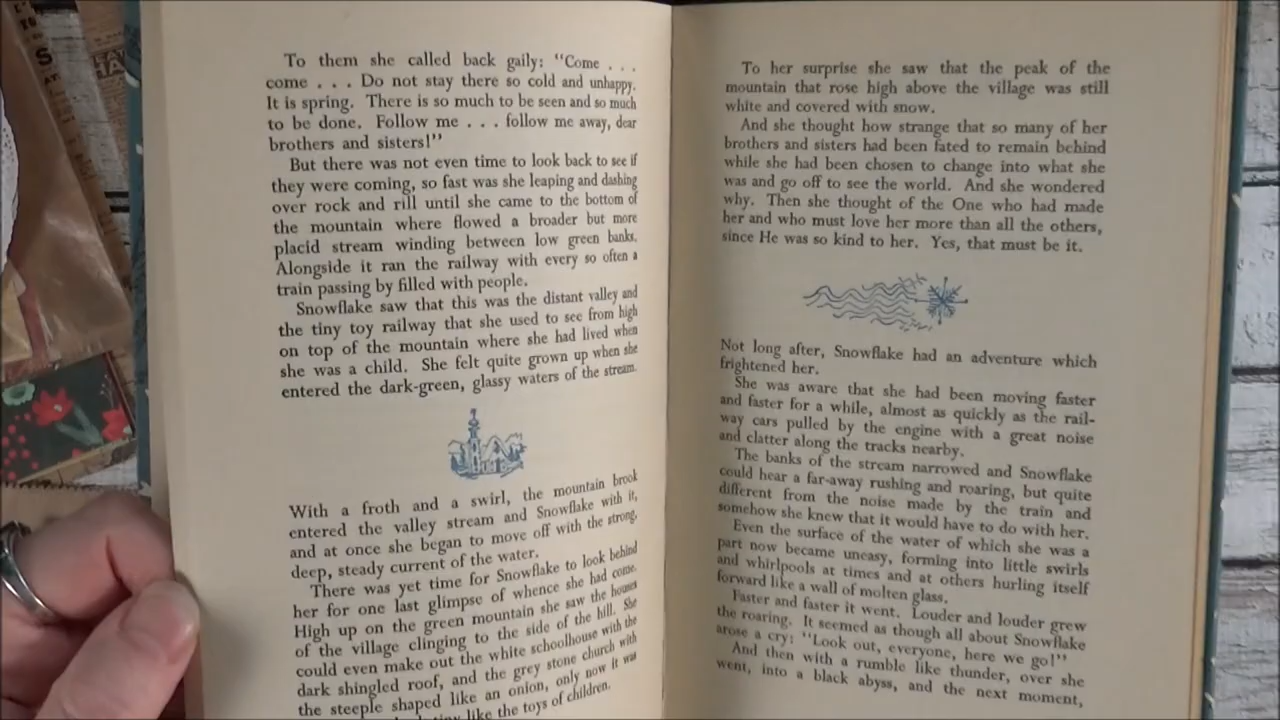 To them she called back gaily: "Come . . .
come . . . Do not stay there so cold and unhappy.
It is spring. There is so much to be seen and so much
to be done. Follow me . . . follow me away, dear
brothers and sisters!"
But there was not even time to look back to see if
they were coming, so fast was she leaping and dashing
over rock and rill until she came to the bottom of
the mountain where flowed a broader but more
placid stream winding between low green banks.
Alongside it ran the railway with every so often a
train passing by filled with people.
Snowflake saw that this was the distant valley and
the tiny toy railway that she used to see from high
on top of the mountain where she had lived when
she was a child. She felt quite grown up when she
entered the dark-green, glassy waters of the stream.
With a froth and a swirl, the mountain brook
entered the valley stream and Snowflake with it,
and at once she began to move off with the strong,
deep, steady current of the water.
There was yet time for Snowflake to look behind
her for one last glimpse of whence she had come.
High up on the green mountain she saw the houses
of the village clinging to the side of the hill. She
could even make out the white schoolhouse with the
dark shingled roof, and the grey stone church with
the steeple shaped like an onion, only now it was
like the toys of children.
To her surprise she saw that the peak of the
mountain that rose high above the village was still
white and covered with snow.
And she thought how strange that so many of her
brothers and sisters had been fated to remain behind
while she had been chosen to change into what she
was and go off to see the world. And she wondered
why. Then she thought of the One who had made
her and who must love her more than all the others,
since He was so kind to her. Yes, that must be it.
Not long after, Snowflake had an adventure which
frightened her.
She was aware that she had been moving faster
and faster for a while, almost as quickly as the rail-
way cars pulled by the engine with a great noise
and clatter along the tracks nearby.
The banks of the stream narrowed and Snowflake
could hear a far-away rushing and roaring, but quite
different from the noise made by the train and
somehow she knew that it would have to do with her.
Even the surface of the water of which she was a
part now became uneasy, forming into little swirls
and whirlpools at times and at others hurling itself
forward like a wall of molten glass.
Faster and faster it went. Louder and louder grew
the roaring. It seemed as though all about Snowflake
arose a cry: "Look out, everyone, here we go!"
And then with a rumble like thunder, over she
went, into a black abyss, and the next moment,